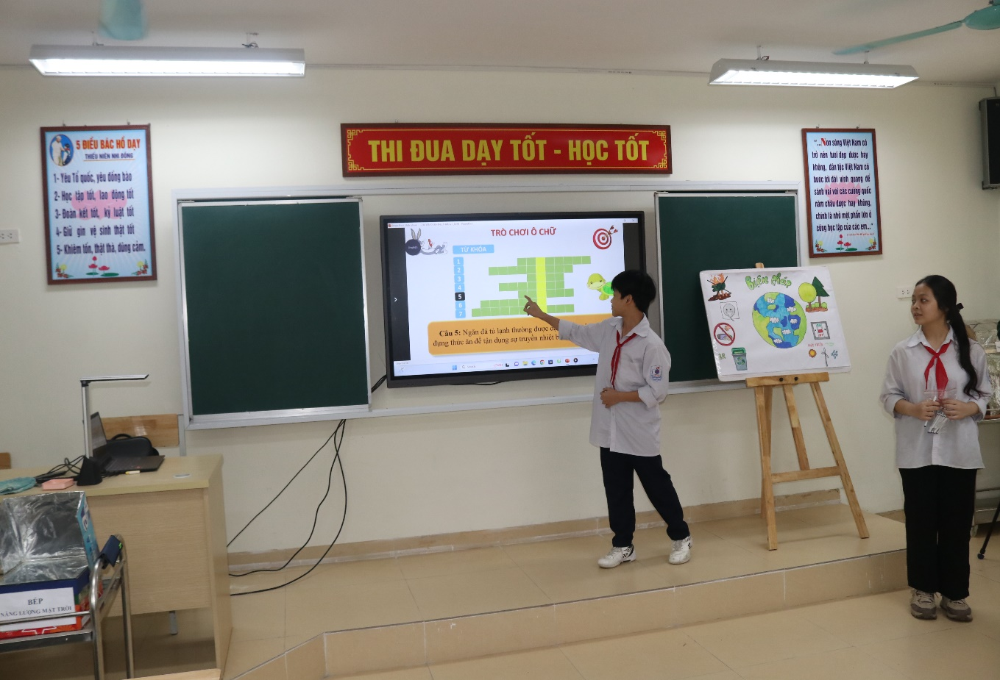 5 ĐIỀU BÁC HỒ DẠY
THIẾU NIÊN NHI ĐỒNG
1- Yêu Tổ quốc, yêu đồng bào
2- Học tập tốt, lao động tốt
3- Đoàn kết tốt, kỷ luật tốt
4- Giữ gìn vệ sinh thật tốt
5- Khiêm tốn, thật thà, dũng cảm.
THI ĐUA DẠY TỐT - HỌC TỐT
"...Non sông Việt Nam có
trở nên tươi đẹp được hay
không, dân tộc Việt Nam có
bước tới đài vinh quang để
sánh vai với các cường quốc
năm châu được hay không,
chính là nhờ một phần lớn ở
công học tập của các em..."
TRÒ CHƠI Ô CHỮ
TỪ KHÓA
1
2
3
4
5
6
7
Câu 5: Ngăn đá tủ lạnh thường được
dựng thức ăn để tận dụng sự truyền nhiệt
Biện Pháp
3R
BẾP
NĂNG LƯỢNG MẶT TRỜI